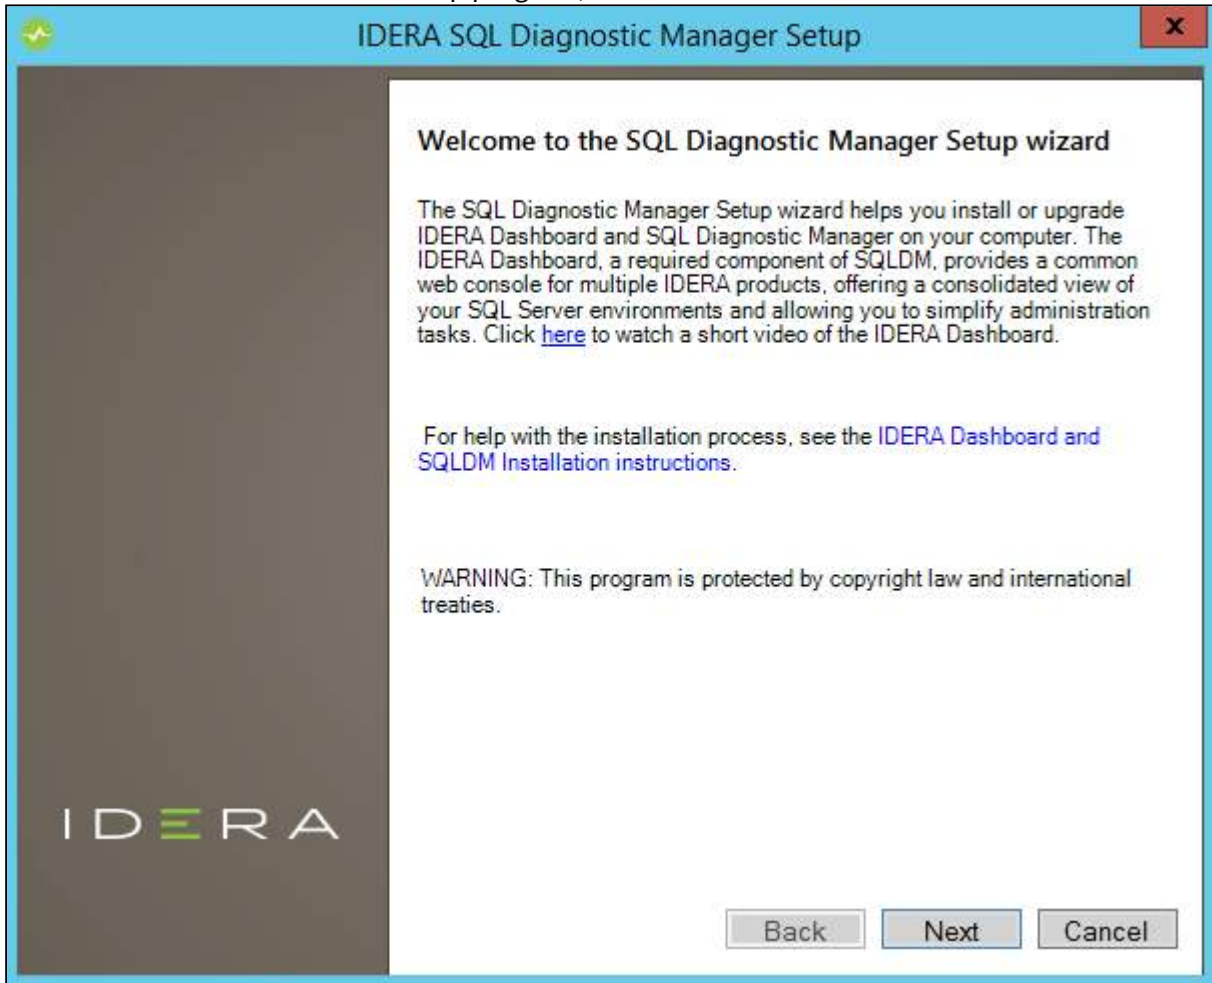 IDERA SQL Diagnostic Manager Setup
x
Welcome to the SQL Diagnostic Manager Setup wizard
The SQL Diagnostic Manager Setup wizard helps you install or upgrade
IDERA Dashboard and SQL Diagnostic Manager on your computer. The
IDERA Dashboard, a required component of SQLDM, provides a common
web console for multiple IDERA products, offering a consolidated view of
your SQL Server environments and allowing you to simplify administration
tasks. Click here to watch a short video of the IDERA Dashboard.
For help with the installation process, see the IDERA Dashboard and
SQLDM Installation instructions.
WARNING: This program is protected by copyright law and international
treaties.
IDERA
Back Next Cancel